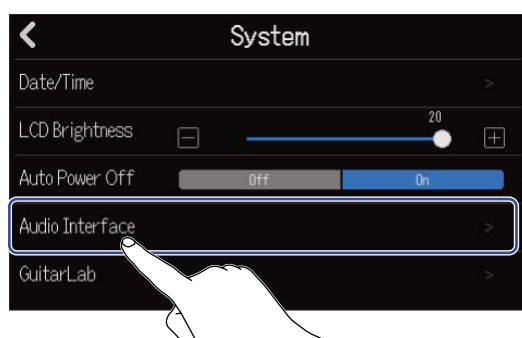 System
Date/Time
LCD Brightness 20
Auto Power Off Off On
Audio Interface
GuitarLab